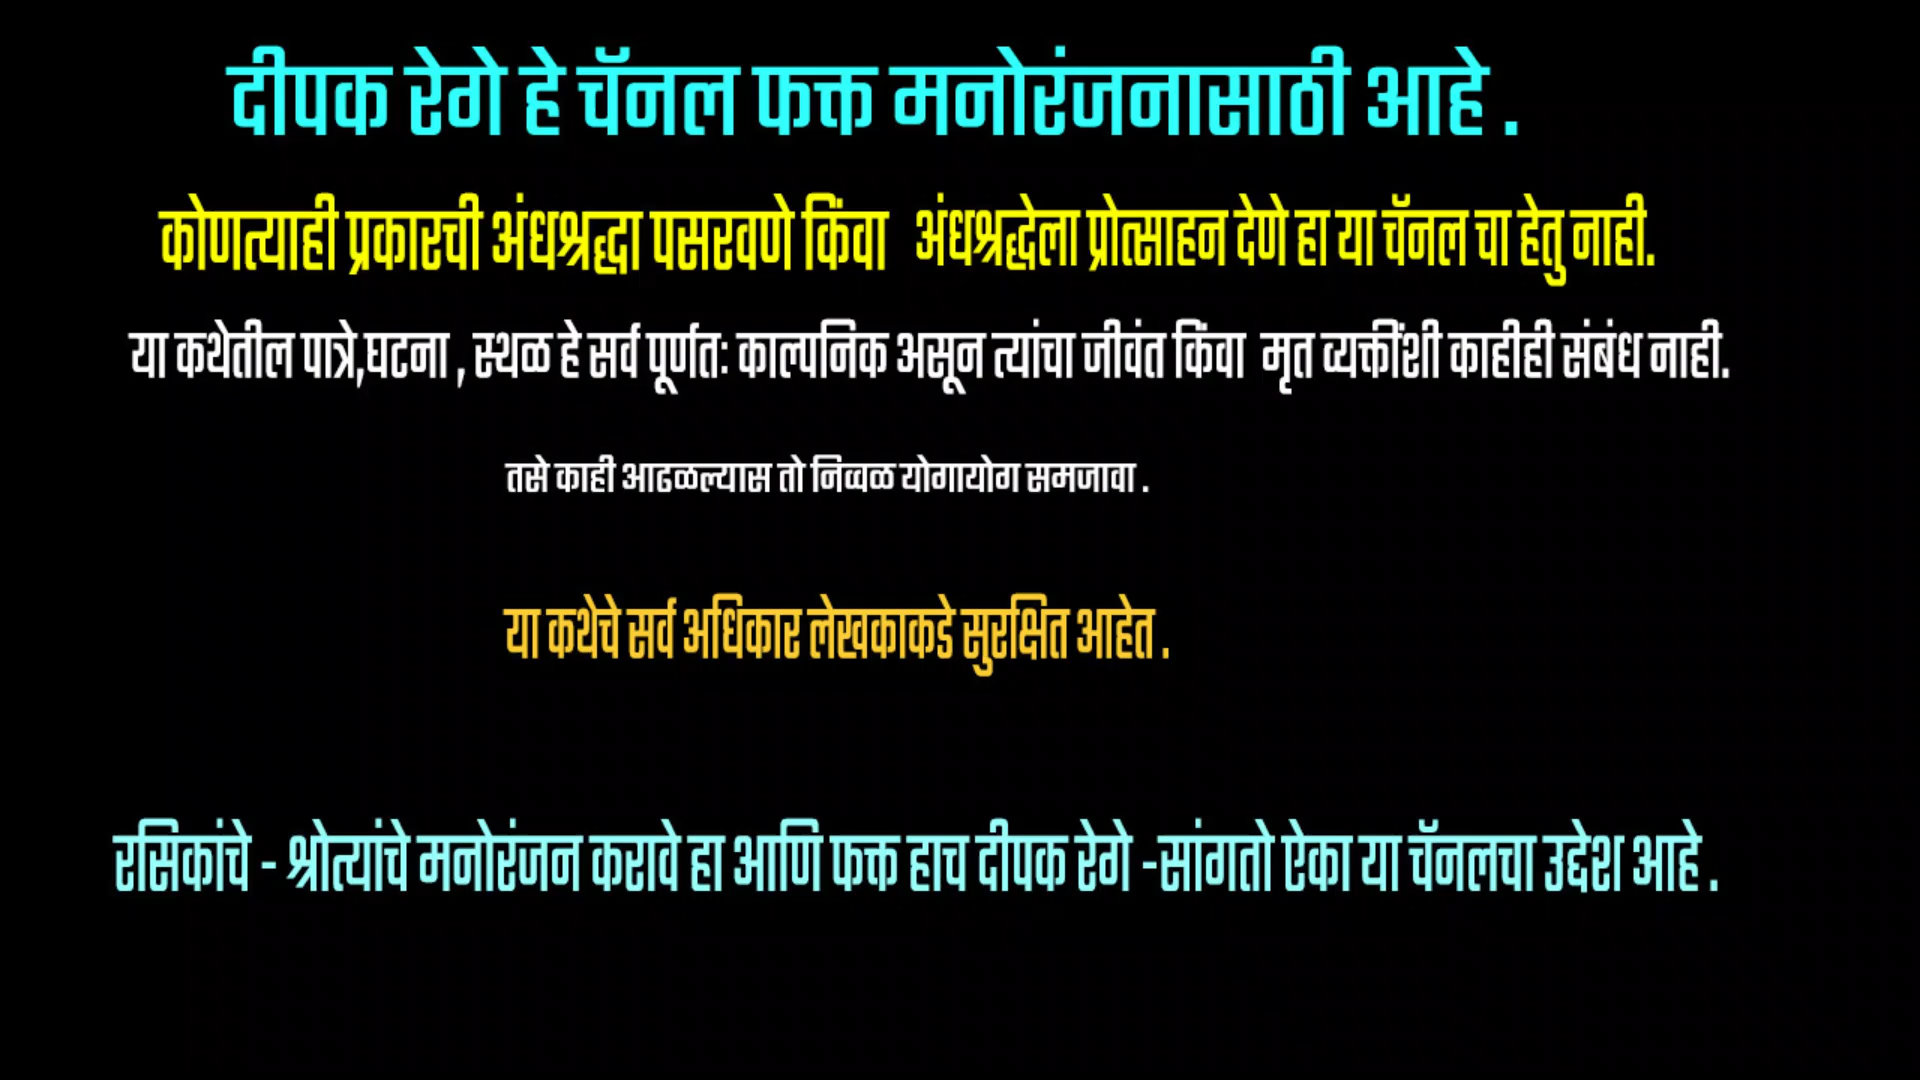 दीपक रेगे हे चॅनल फक्त मनोरंजनासाठी आहे .
कोणत्याही प्रकारची अंधश्रद्धा पसरवणे किंवा अंधश्रद्धेला प्रोत्साहन देणे हा या चॅनल चा हेतु नाही.
या कथेतील पात्रे,घटना , स्थळ हे सर्व पूर्णतः काल्पनिक असून त्यांचा जीवंत किंवा मृत व्यक्तींशी काहीही संबंध नाही.
तसे काही आढळल्यास तो निव्वळ योगायोग समजावा .
या कथेचे सर्व अधिकार लेखकाकडे सुरक्षित आहेत .
रसिकांचे - श्रोत्यांचे मनोरंजन करावे हा आणि फक्त हाच दीपक रेगे -सांगतो ऐका या चॅनलचा उद्देश आहे .